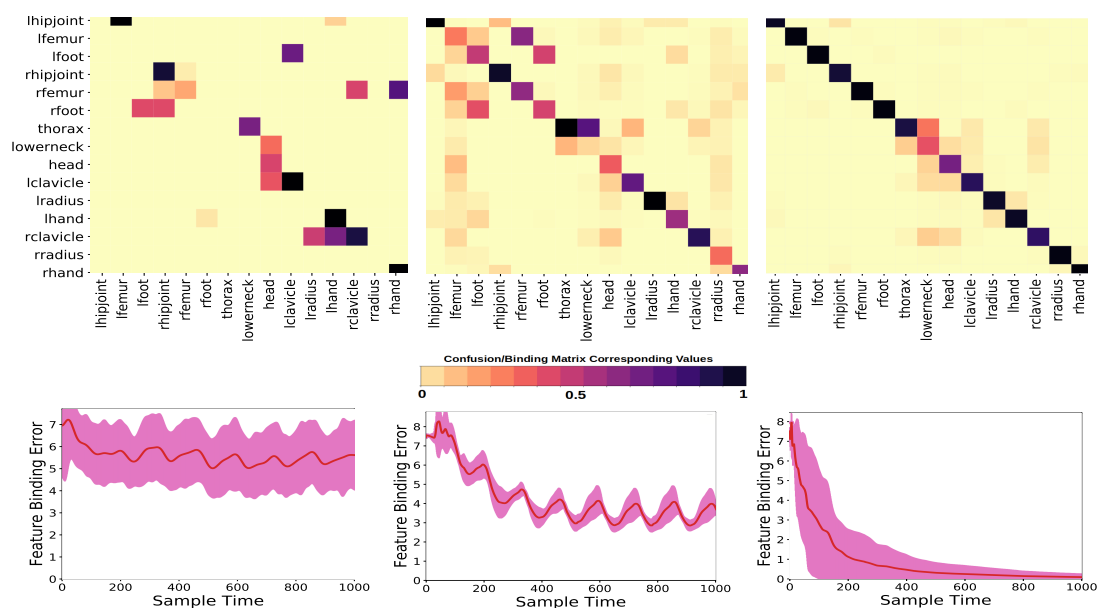 lhipjoint
lfemur
lfoot
rhipjoint
rfemur
rfoot
thorax
lowerneck
head
lclavicle
lradius
lhand
rclavicle
rradius
rhand
lhipjoint lfemur lfoot rhipjoint rfemur rfoot thorax lowerneck head lclavicle lradius lhand rclavicle rradius rhand
lhipjoint lfemur lfoot rhipjoint rfemur rfoot thorax lowerneck head lclavicle lradius lhand rclavicle rradius rhand
lhipjoint lfemur lfoot rhipjoint rfemur rfoot thorax lowerneck head lclavicle lradius lhand rclavicle rradius rhand
Confusion/Binding Matrix Corresponding Values
0 0.5 1
Feature Binding Error
7
6
5
4
3
2
1
0
0 200 400 600 800 1000
Sample Time
Feature Binding Error
8
7
6
5
4
3
2
1
0
0 200 400 600 800 1000
Sample Time
Feature Binding Error
8
7
6
5
4
3
2
1
0
0 200 400 600 800 1000
Sample Time